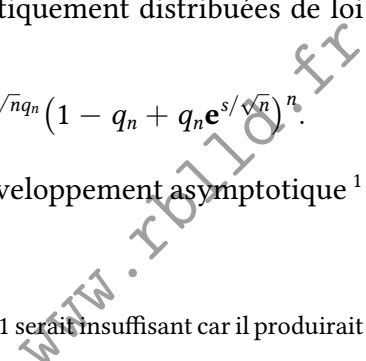 tiquement distribuées de loi
√nqₙ(1 − qₙ + qₙe^{s/√n})ⁿ.
veloppement asymptotique ¹
1 serait insuffisant car il produirait
www.rblld.fr